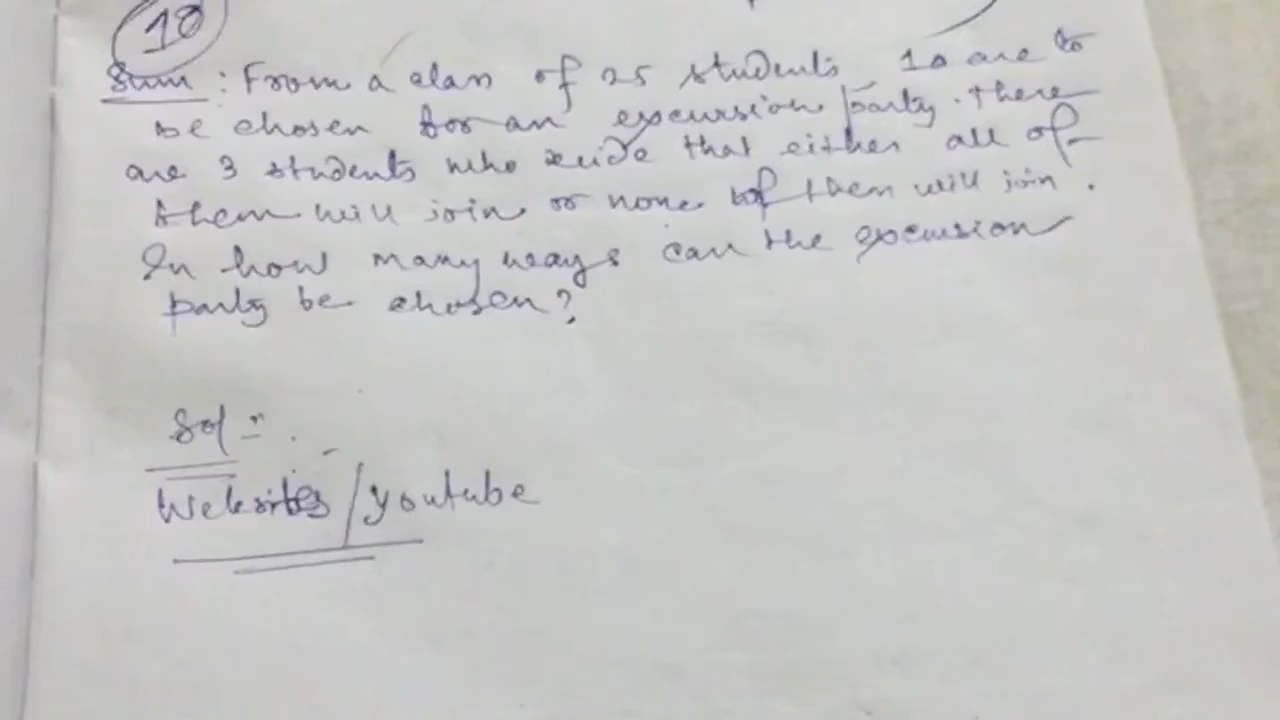 18
Sum : From a class of 25 students 10 are to
be chosen for an excursion party. There
are 3 students who decide that either all of
them will join or none of them will join.
In how many ways can the excursion
party be chosen?
Solⁿ
Websites/youtube